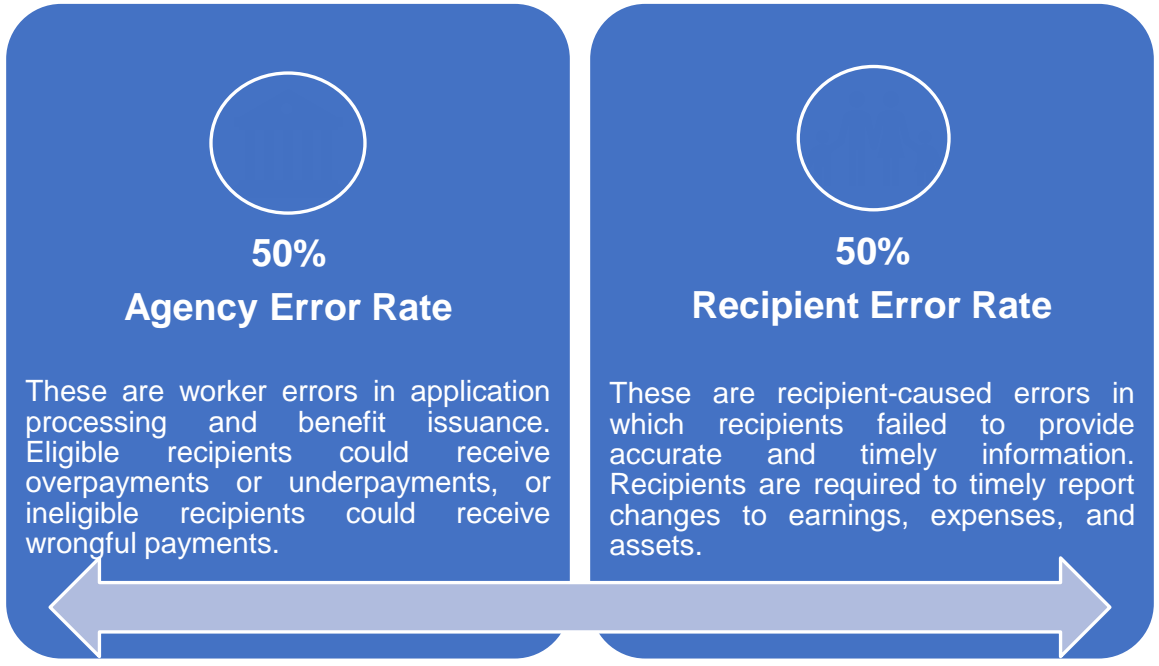 50%
Agency Error Rate
These are worker errors in application
processing and benefit issuance.
Eligible recipients could receive
overpayments or underpayments, or
ineligible recipients could receive
wrongful payments.
50%
Recipient Error Rate
These are recipient-caused errors in
which recipients failed to provide
accurate and timely information.
Recipients are required to timely report
changes to earnings, expenses, and
assets.